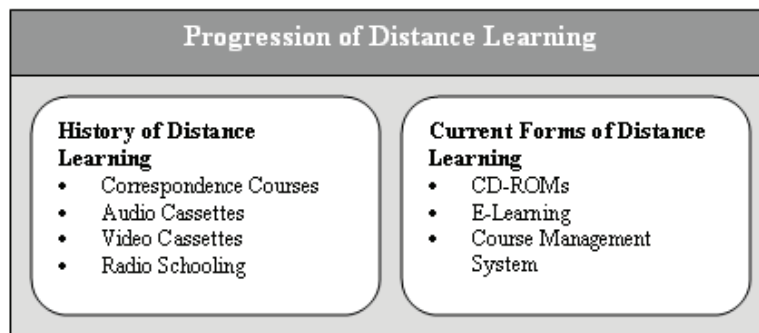 Progression of Distance Learning
History of Distance
Learning
• Correspondence Courses
• Audio Cassettes
• Video Cassettes
• Radio Schooling
Current Forms of Distance
Learning
• CD-ROMs
• E-Learning
• Course Management
System